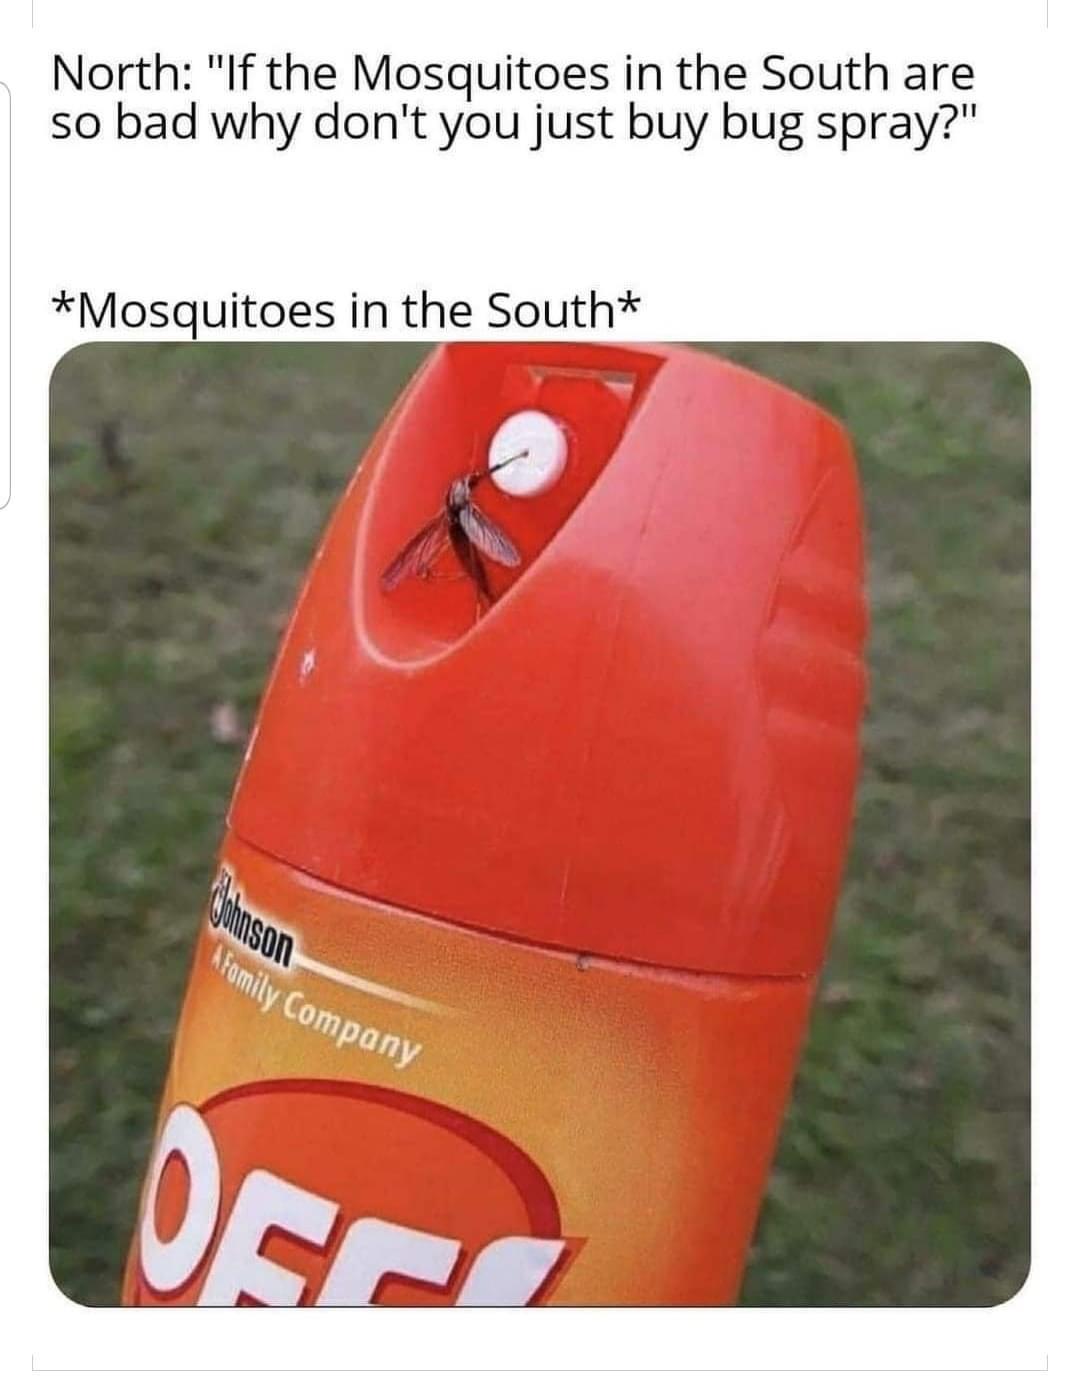 North: "If the Mosquitoes in the South are
so bad why don't you just buy bug spray?"
*Mosquitoes in the South*
Johnson
A Family Company
OFF!